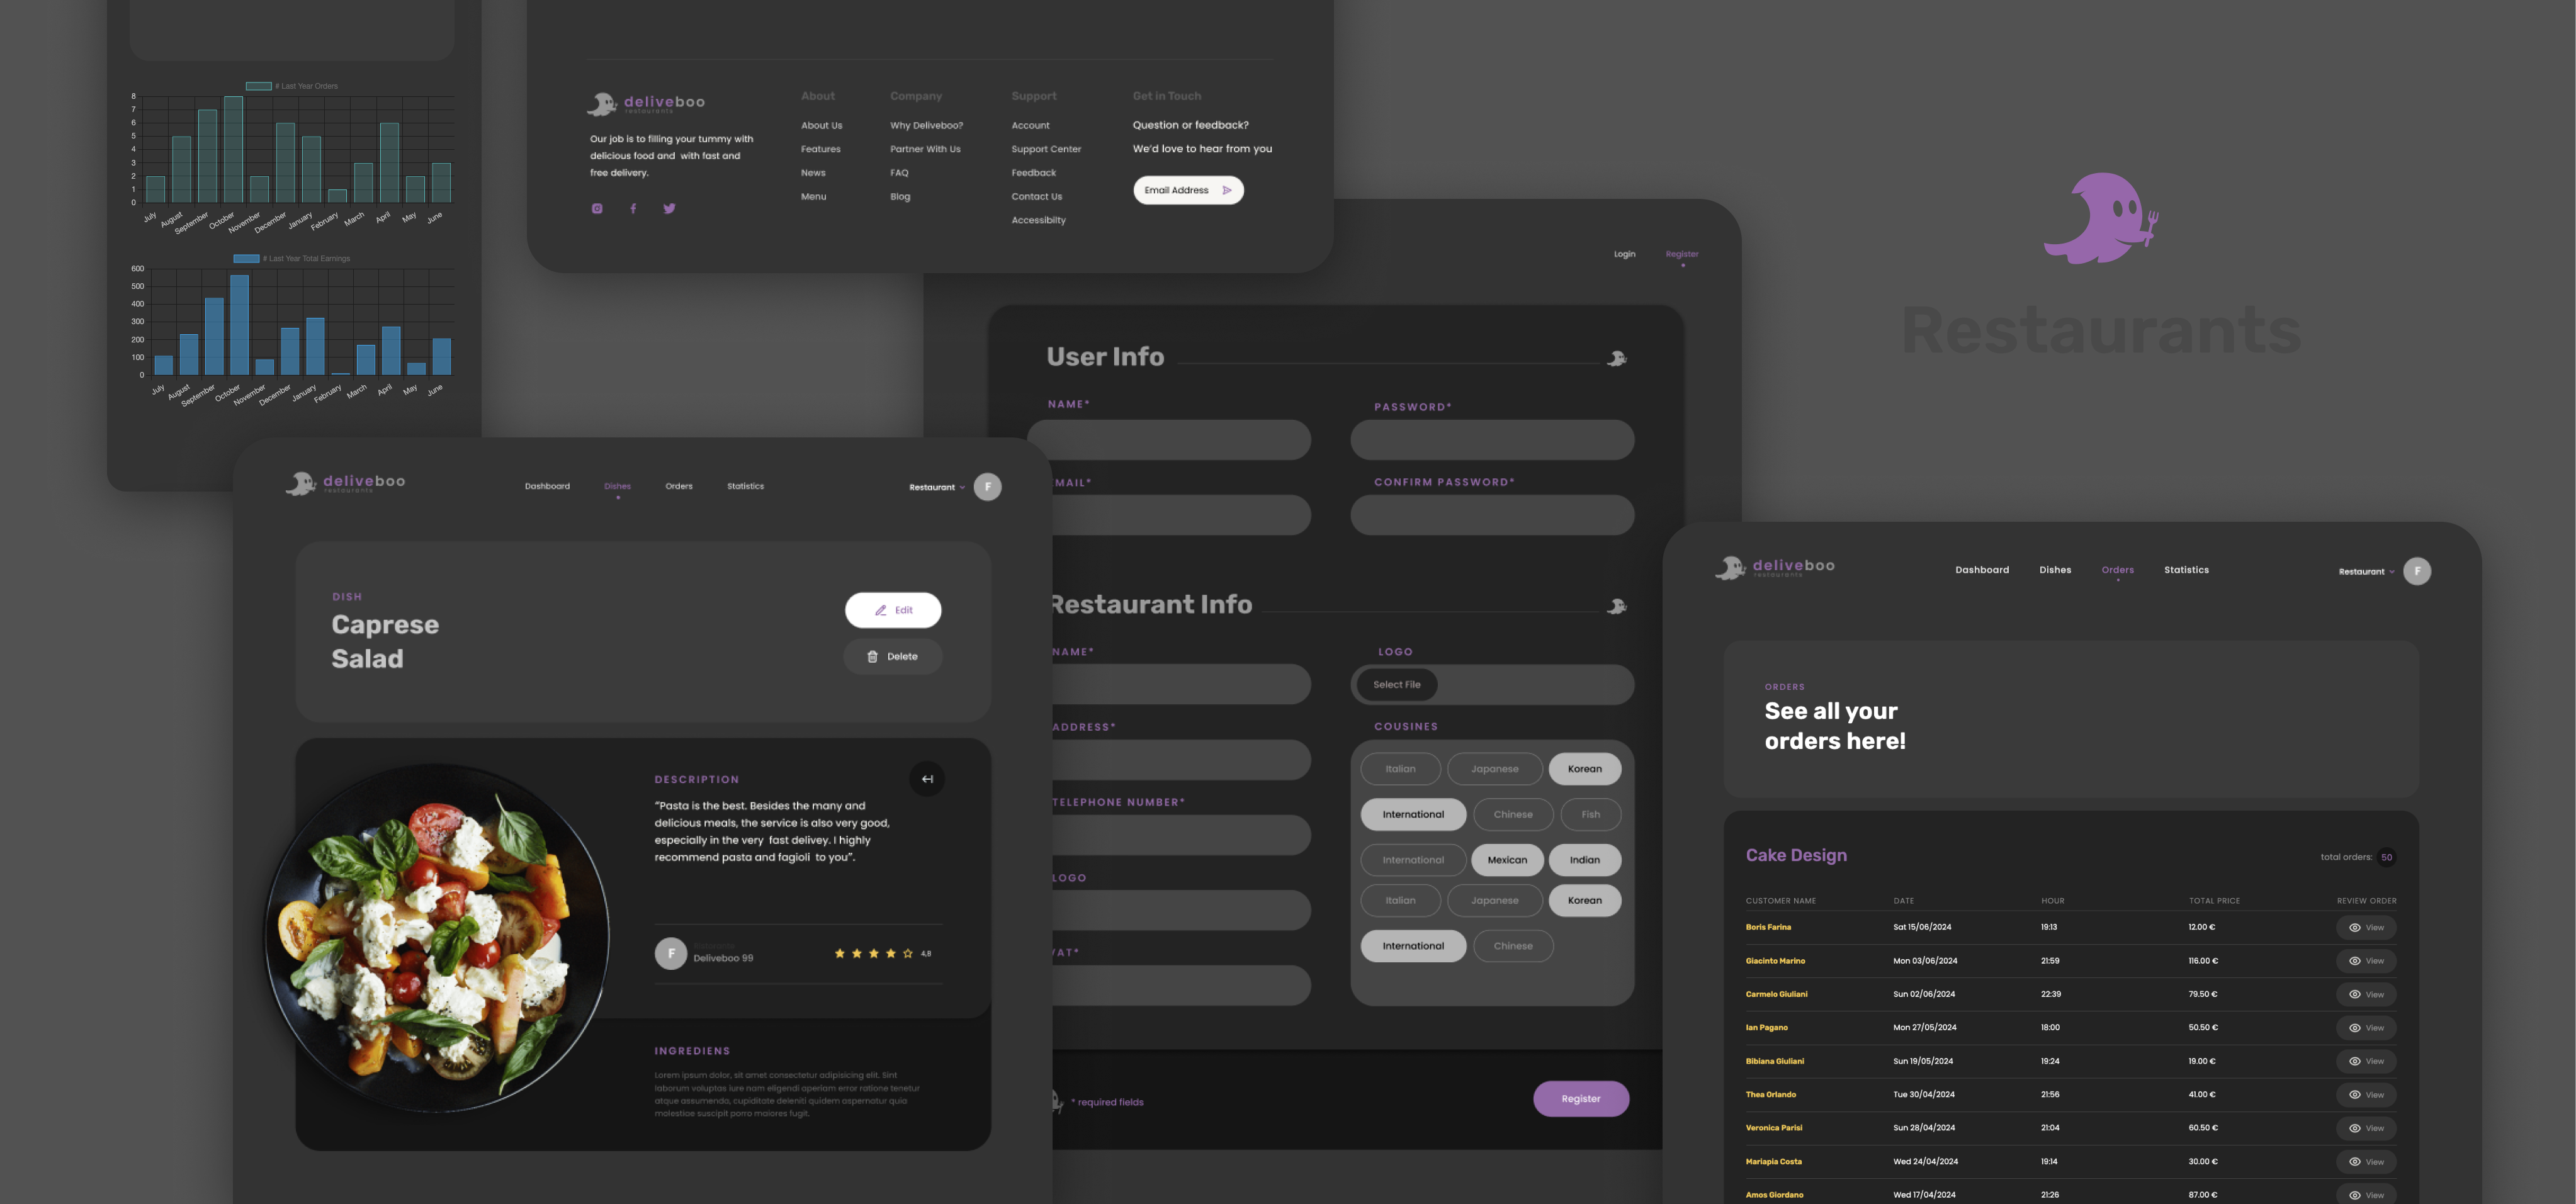 # Last Year Orders
8
7
6
5
4
3
2
1
0
July August September October November December January February March April May June
# Last Year Total Earnings
600
500
400
300
200
100
0
July August September October November December January February March April May June
deliveboo
restaurants
Our job is to filling your tummy with
delicious food and with fast and
free delivery.
About
About Us
Features
News
Menu
Company
Why Deliveboo?
Partner With Us
FAQ
Blog
Support
Account
Support Center
Feedback
Contact Us
Accessibilty
Get in Touch
Question or feedback?
We'd love to hear from you
Email Address
Restaurants
Login Register
User Info
NAME* PASSWORD*
MAIL* CONFIRM PASSWORD*
Restaurant Info
NAME* LOGO
Select File
ADDRESS* COUSINES
Italian Japanese Korean
TELEPHONE NUMBER*
International Chinese Fish
International Mexican Indian
LOGO
Italian Japanese Korean
VAT*
International Chinese
* required fields Register
deliveboo
restaurants
Dashboard Dishes Orders Statistics Restaurant F
DISH
Caprese
Salad
Edit
Delete
DESCRIPTION
“Pasta is the best. Besides the many and
delicious meals, the service is also very good,
especially in the very fast delivey. I highly
recommend pasta and fagioli to you”.
F Deliveboo 99 4,8
INGREDIENS
Lorem ipsum dolor, sit amet consectetur adipisicing elit. Sint
laborum voluptas iure nam eligendi aperiam error ratione tenetur
atque assumenda, cupiditate deleniti quidem aspernatur quia
molestiae suscipit porro maiores fugit.
deliveboo
restaurants
Dashboard Dishes Orders Statistics Restaurant F
ORDERS
See all your
orders here!
Cake Design total orders: 50
CUSTOMER NAME DATE HOUR TOTAL PRICE REVIEW ORDER
Boris Farina Sat 15/06/2024 19:13 12.00 € View
Giacinto Marino Mon 03/06/2024 21:59 116.00 € View
Carmelo Giuliani Sun 02/06/2024 22:39 79.50 € View
Ian Pagano Mon 27/05/2024 18:00 50.50 € View
Bibiana Giuliani Sun 19/05/2024 19:24 19.00 € View
Thea Orlando Tue 30/04/2024 21:56 41.00 € View
Veronica Parisi Sun 28/04/2024 21:04 60.50 € View
Mariapia Costa Wed 24/04/2024 19:14 30.00 € View
Amos Giordano Wed 17/04/2024 21:26 87.00 € View